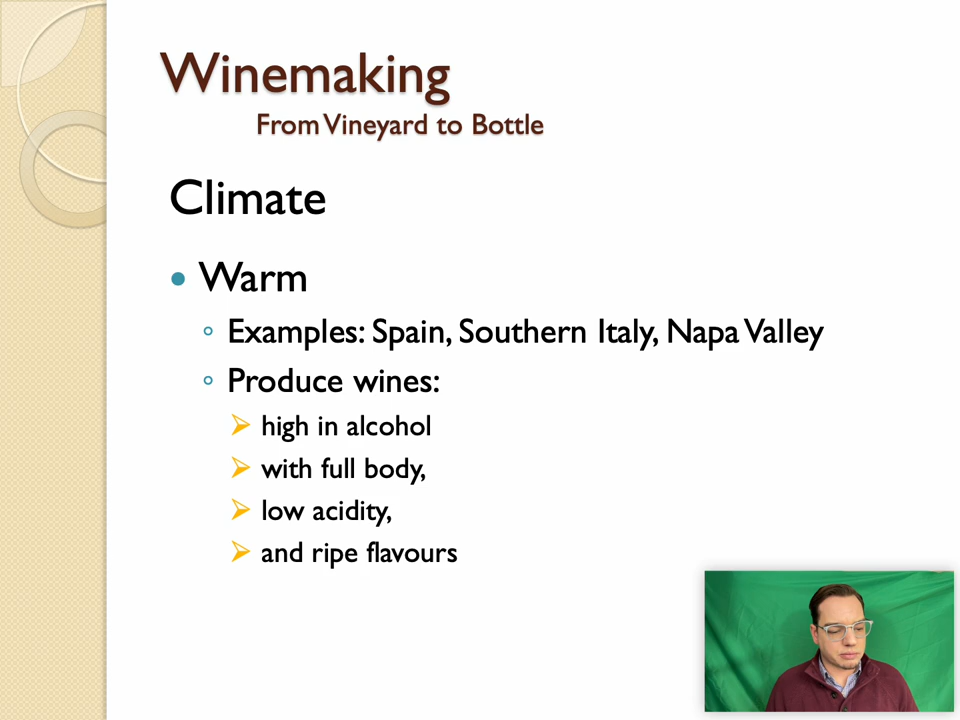 Winemaking
From Vineyard to Bottle
Climate
Warm
Examples: Spain, Southern Italy, Napa Valley
Produce wines:
high in alcohol
with full body,
low acidity,
and ripe flavours